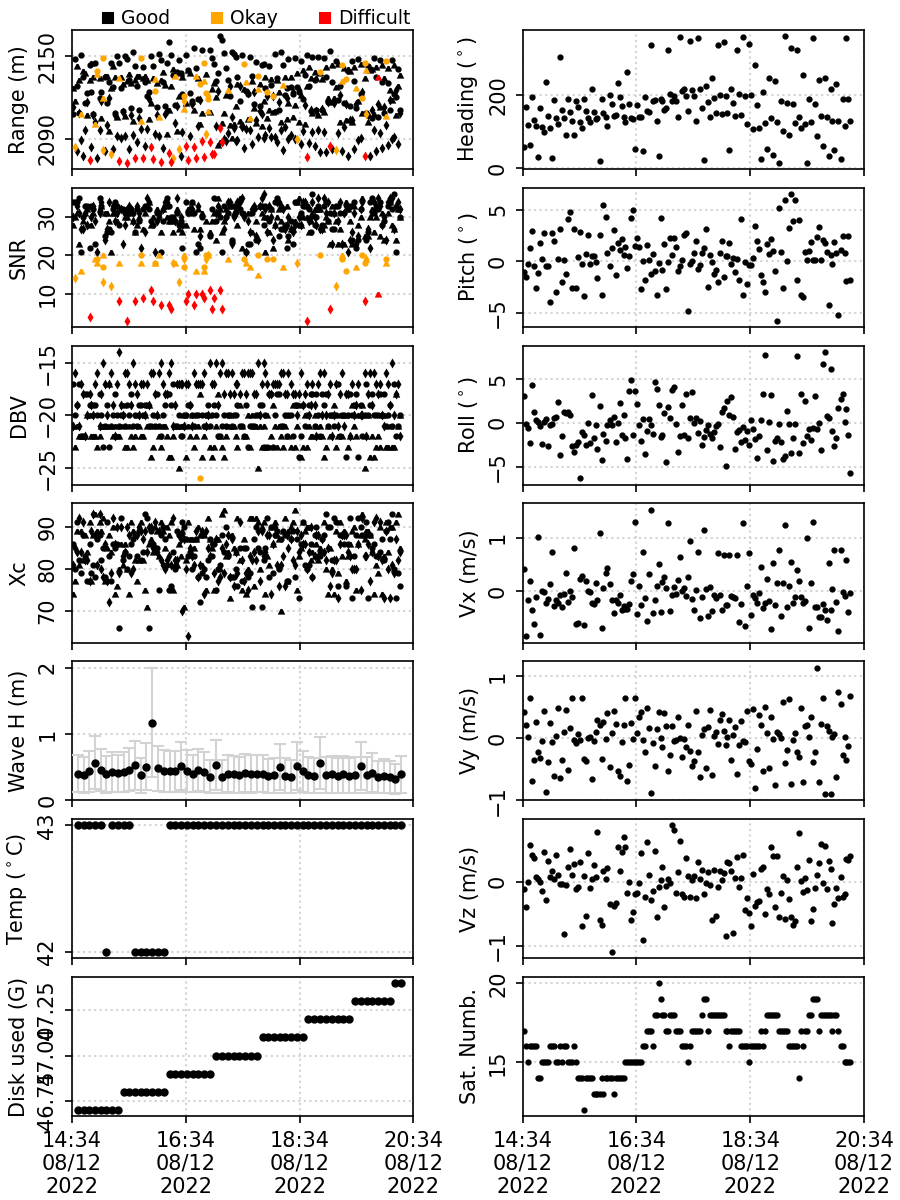 Good Okay Difficult
Range (m) 2150 2090
Heading (°) 200 0
SNR 30 20 10
Pitch (°) 5 0 −5
DBV −15 −20 −25
Roll (°) 5 0 −5
Xc 90 80 70
Vx (m/s) 1 0
Wave H (m) 2 1 0
Vy (m/s) 1 0 −1
Temp (°C) 43 42
Vz (m/s) 0 −1
Disk used (G) 47.25 47.00 46.75
Sat. Numb. 20 15
14:34 16:34 18:34 20:34 14:34 16:34 18:34 20:34
08/12 08/12 08/12 08/12 08/12 08/12 08/12 08/12
2022 2022 2022 2022 2022 2022 2022 2022